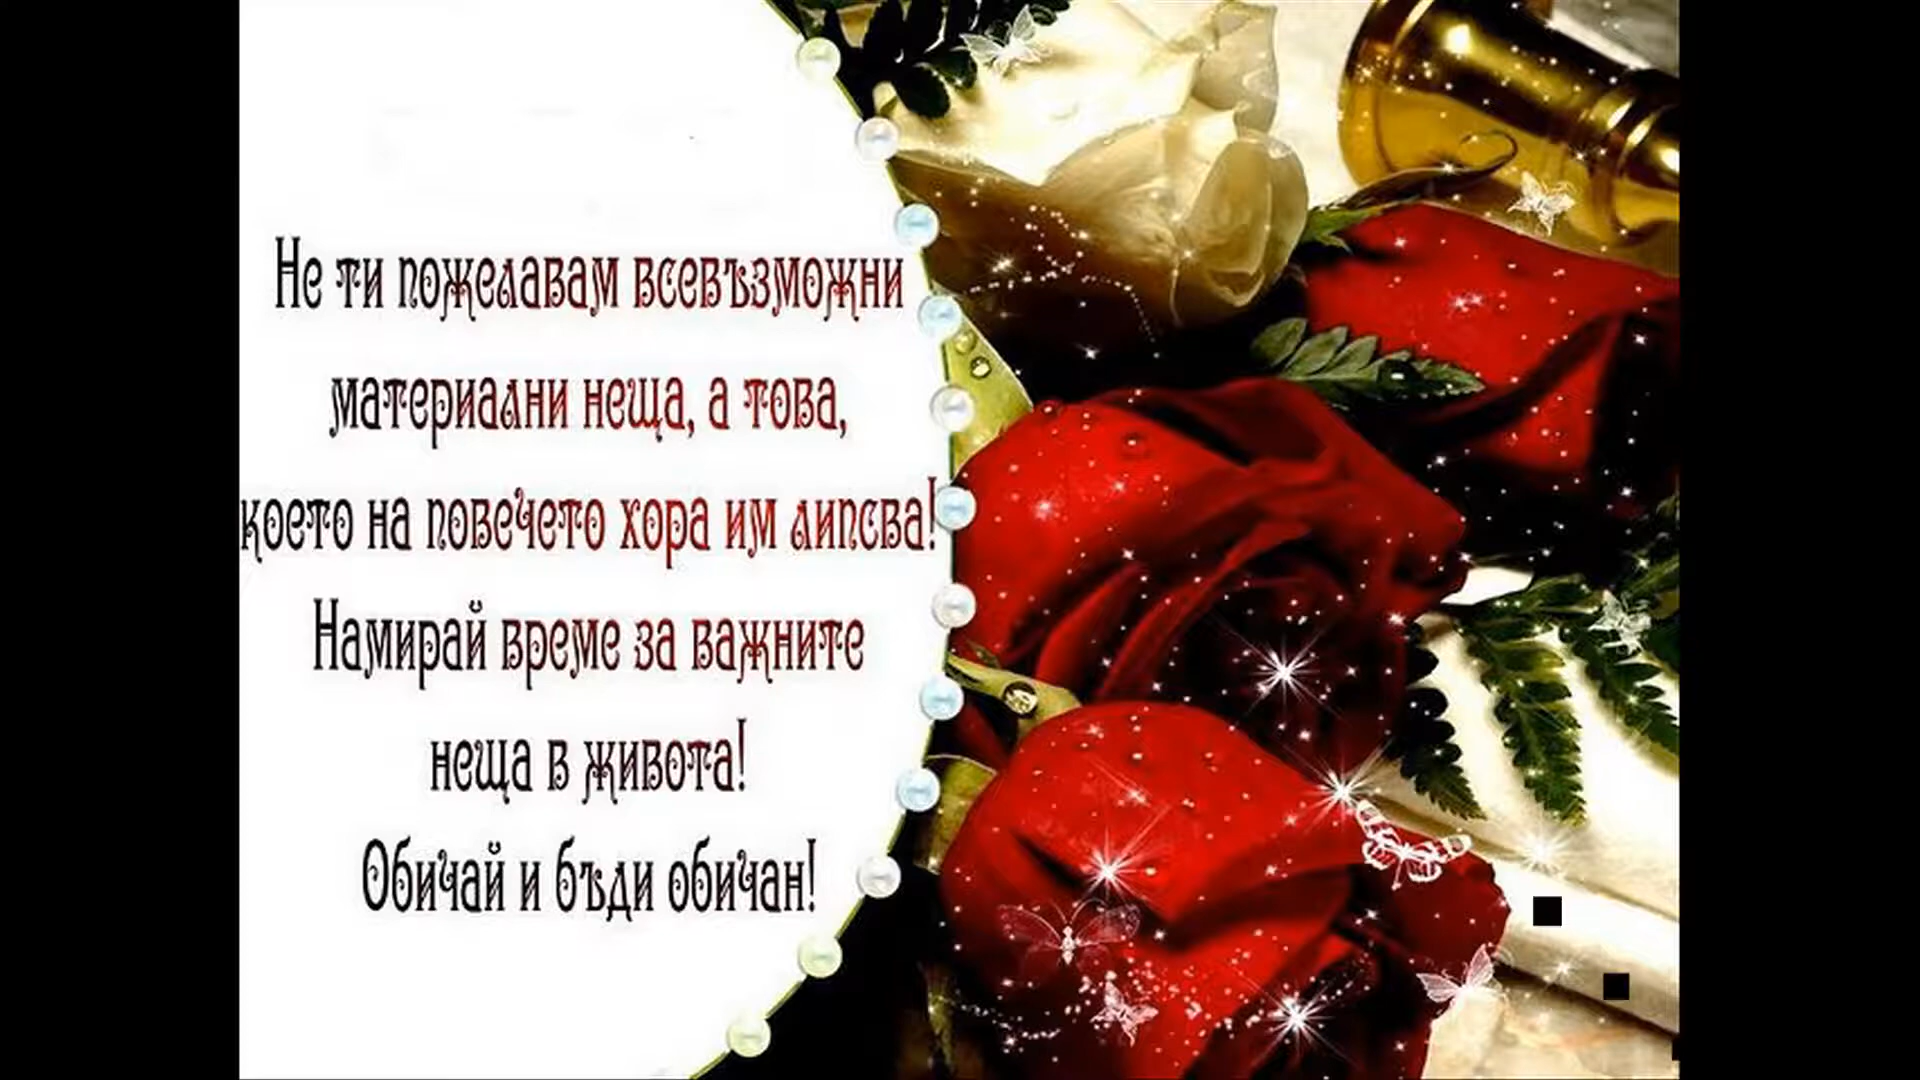 Не ти пожелавам всевъзможни
материални неща, а това,
което на повечето хора им липсва!
Намирай време за важните
неща в живота!
Обичай и бъди обичан!